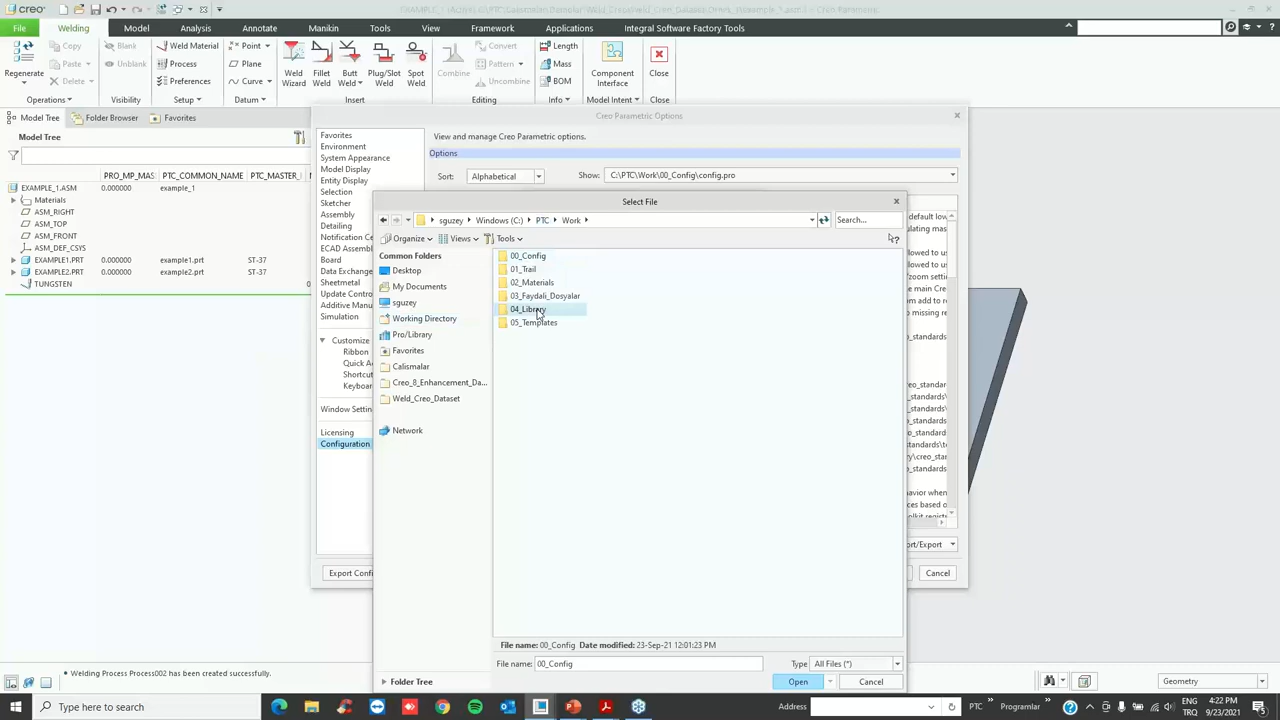 creo
File Welding Model Analysis Annotate Manikin Tools View Framework Applications Integral Software Factory Tools
Copy Blank Weld Material Point Convert Length
Regenerate Paste Unblank Process Plane Weld Wizard Fillet Weld Butt Weld Plug/Slot Weld Spot Weld Combine Pattern Mass Component Interface Close
Delete Preferences Curve Uncombine BOM
Operations Visibility Setup Datum Insert Editing Info Model Intent Close
Model Tree Folder Browser Favorites
Model Tree
PRO_MP_MAS PTC_COMMON_NAME PTC_MASTER_
EXAMPLE_1.ASM 0.000000 example_1
Materials
ASM_RIGHT
ASM_TOP
ASM_FRONT
ASM_DEF_CSYS
EXAMPLE1.PRT 0.000000 example1.prt ST-37
EXAMPLE2.PRT 0.000000 example2.prt ST-37
TUNGSTEN
Creo Parametric Options
Favorites
Environment
System Appearance
Model Display
Entity Display
Selection
Sketcher
Assembly
Detailing
Notification Ce
ECAD Assemb
Board
Data Exchang
Sheetmetal
Update Contro
Additive Manu
Simulation
Customize
Ribbon
Quick A
Shortcut
Keyboar
Window Settin
Licensing
Configuration
Export Confi
View and manage Creo Parametric options.
Options
Sort: Alphabetical Show: C:\PTC\Work\00_Config\config.pro
Select File
sguzey Windows (C:) PTC Work Search...
Organize Views Tools
Common Folders
Desktop
My Documents
sguzey
Working Directory
Pro/Library
Favorites
Calismalar
Creo_8_Enhancement_Da...
Weld_Creo_Dataset
Network
00_Config
01_Trail
02_Materials
03_Faydali_Dosyalar
04_Library
05_Templates
File name: 00_Config Date modified: 23-Sep-21 12:01:23 PM
File name: 00_Config Type All Files (*)
Folder Tree Open Cancel
ort/Export
Cancel
Welding Process Process002 has been created successfully.
Geometry
Type here to search
Address PTC Programlar ENG 4:22 PM
TRQ 9/23/2021